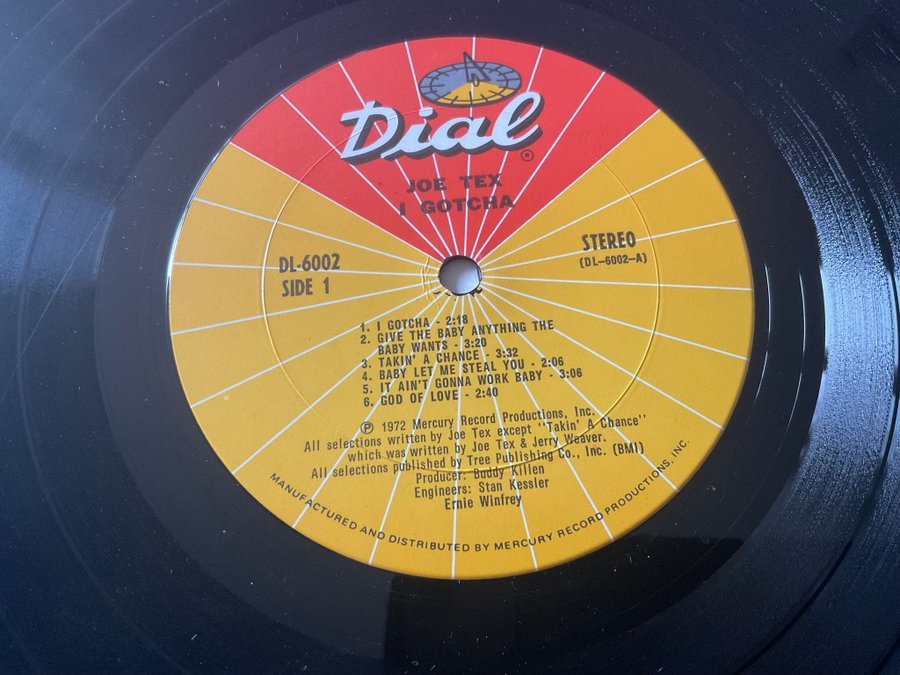 Dial®
JOE TEX
I GOTCHA
DL-6002
SIDE 1
STEREO
(DL-6002-A)
1. I GOTCHA - 2:18
2. GIVE THE BABY ANYTHING THE
BABY WANTS - 3:20
3. TAKIN' A CHANCE - 3:32
4. BABY LET ME STEAL YOU - 2:06
5. IT AIN'T GONNA WORK BABY - 3:06
6. GOD OF LOVE - 2:40
℗ 1972 Mercury Record Productions, Inc.
All selections written by Joe Tex except "Takin' A Chance"
which was written by Joe Tex & Jerry Weaver.
All selections published by Tree Publishing Co., Inc. (BMI)
Producer: Buddy Killen
Engineers: Stan Kessler
Ernie Winfrey
MANUFACTURED AND DISTRIBUTED BY MERCURY RECORD PRODUCTIONS, INC.